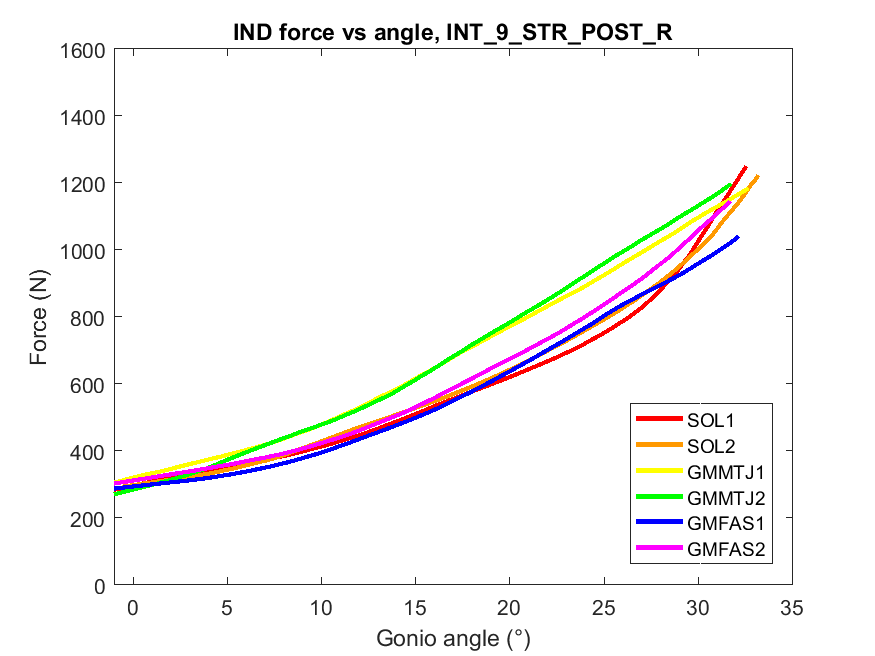 IND force vs angle, INT_9_STR_POST_R
1600
1400
1200
1000
800
600
400
200
0
Force (N)
0 5 10 15 20 25 30 35
Gonio angle (°)
SOL1
SOL2
GMMTJ1
GMMTJ2
GMFAS1
GMFAS2